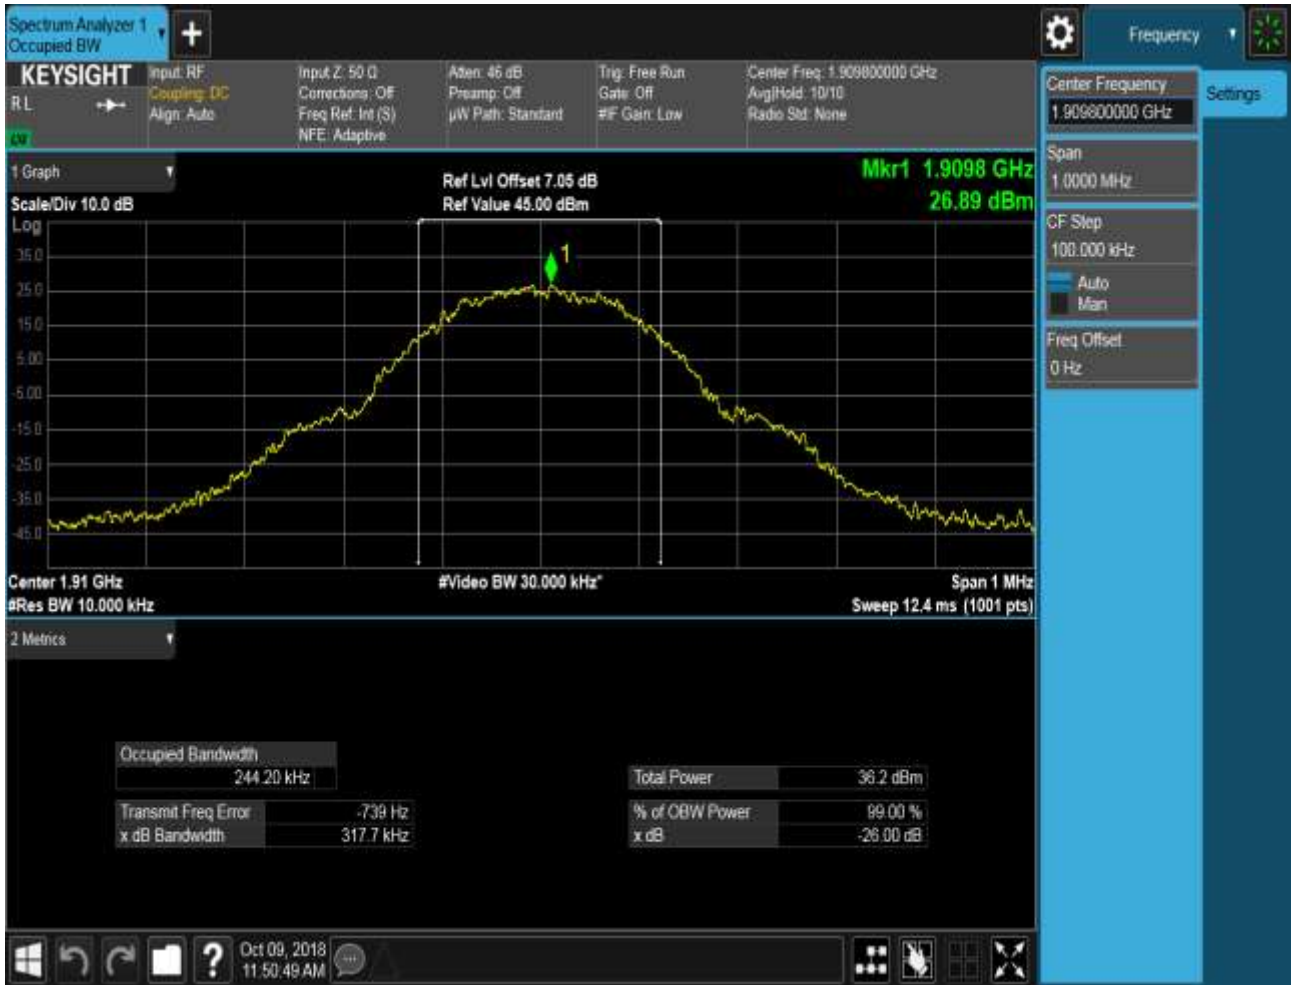 Spectrum Analyzer 1
Occupied BW
Frequency
KEYSIGHT
R L
Input: RF
Coupling: DC
Align: Auto
Input Z: 50 Ω
Corrections: Off
Freq Ref: Int (S)
NFE: Adaptive
Atten: 46 dB
Preamp: Off
µW Path: Standard
Trig: Free Run
Gate: Off
#IF Gain: Low
Center Freq: 1.909800000 GHz
Avg|Hold: 10/10
Radio Std: None
Center Frequency
1.909800000 GHz
Settings
Span
1.0000 MHz
CF Step
100.000 kHz
Auto
Man
Freq Offset
0 Hz
1 Graph
Scale/Div 10.0 dB
Ref Lvl Offset 7.05 dB
Ref Value 45.00 dBm
Mkr1 1.9098 GHz
26.89 dBm
Log
35.0
25.0
15.0
5.00
-5.00
-15.0
-25.0
-35.0
-45.0
1
Center 1.91 GHz
#Video BW 30.000 kHz*
Span 1 MHz
#Res BW 10.000 kHz
Sweep 12.4 ms (1001 pts)
2 Metrics
Occupied Bandwidth
244.20 kHz
Transmit Freq Error -739 Hz
x dB Bandwidth 317.7 kHz
Total Power 36.2 dBm
% of OBW Power 99.00 %
x dB -26.00 dB
?
Oct 09, 2018
11:50:49 AM